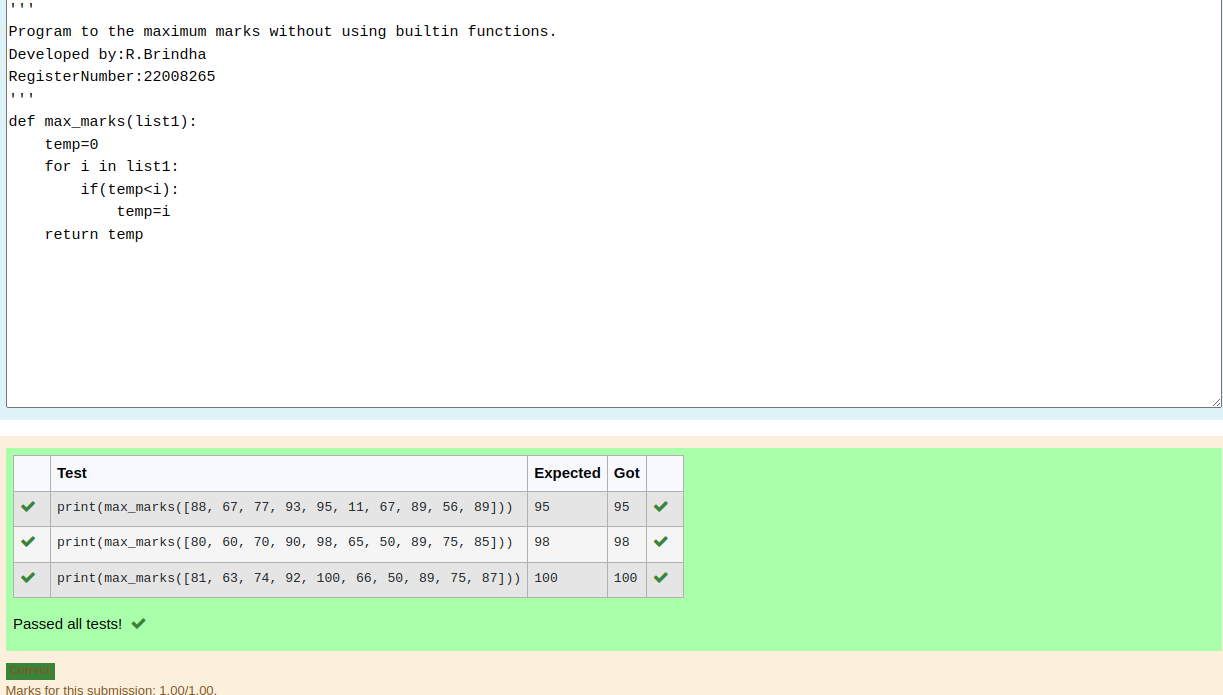 '''
Program to the maximum marks without using builtin functions.
Developed by:R.Brindha
RegisterNumber:22008265
'''
def max_marks(list1):
    temp=0
    for i in list1:
        if(temp<i):
            temp=i
    return temp
Test Expected Got
print(max_marks([88, 67, 77, 93, 95, 11, 67, 89, 56, 89])) 95 95
print(max_marks([80, 60, 70, 90, 98, 65, 50, 89, 75, 85])) 98 98
print(max_marks([81, 63, 74, 92, 100, 66, 50, 89, 75, 87])) 100 100
Passed all tests!
Correct
Marks for this submission: 1.00/1.00.